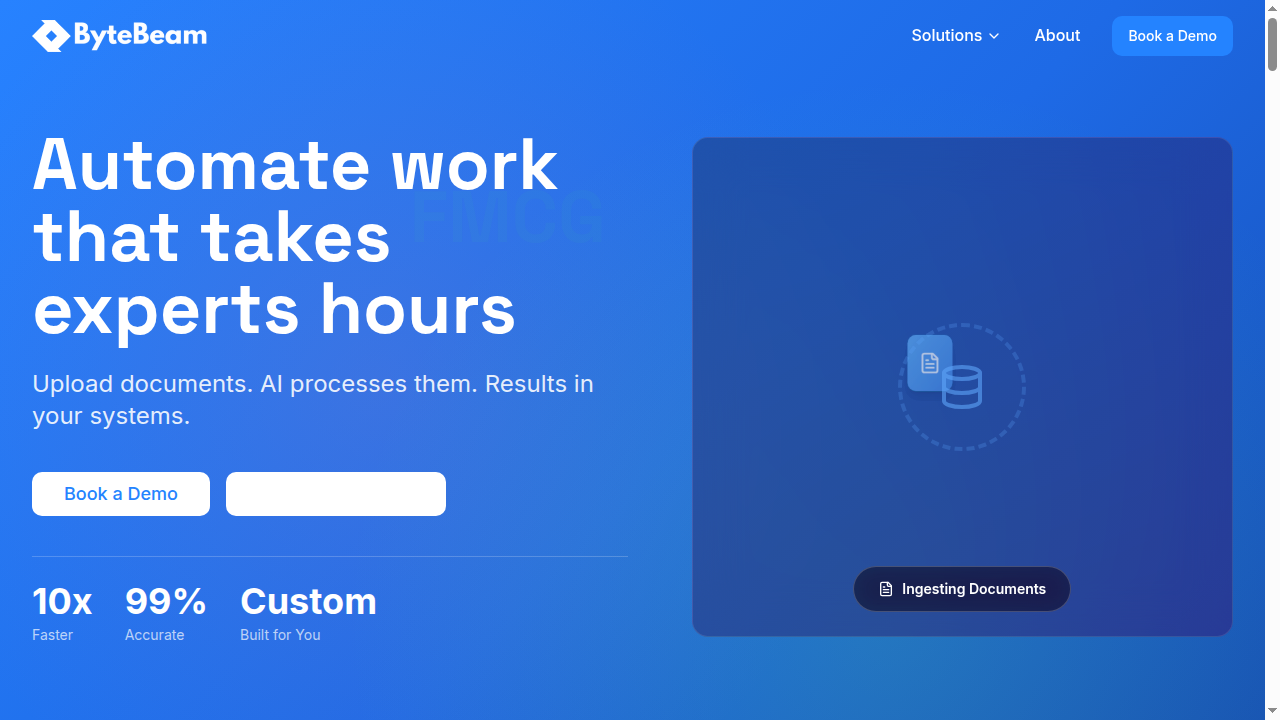 ByteBeam
Solutions
About
Book a Demo
Automate work
that takes
FMCG
experts hours
Upload documents. AI processes them. Results in
your systems.
Book a Demo
10x
Faster
99%
Accurate
Custom
Built for You
Ingesting Documents